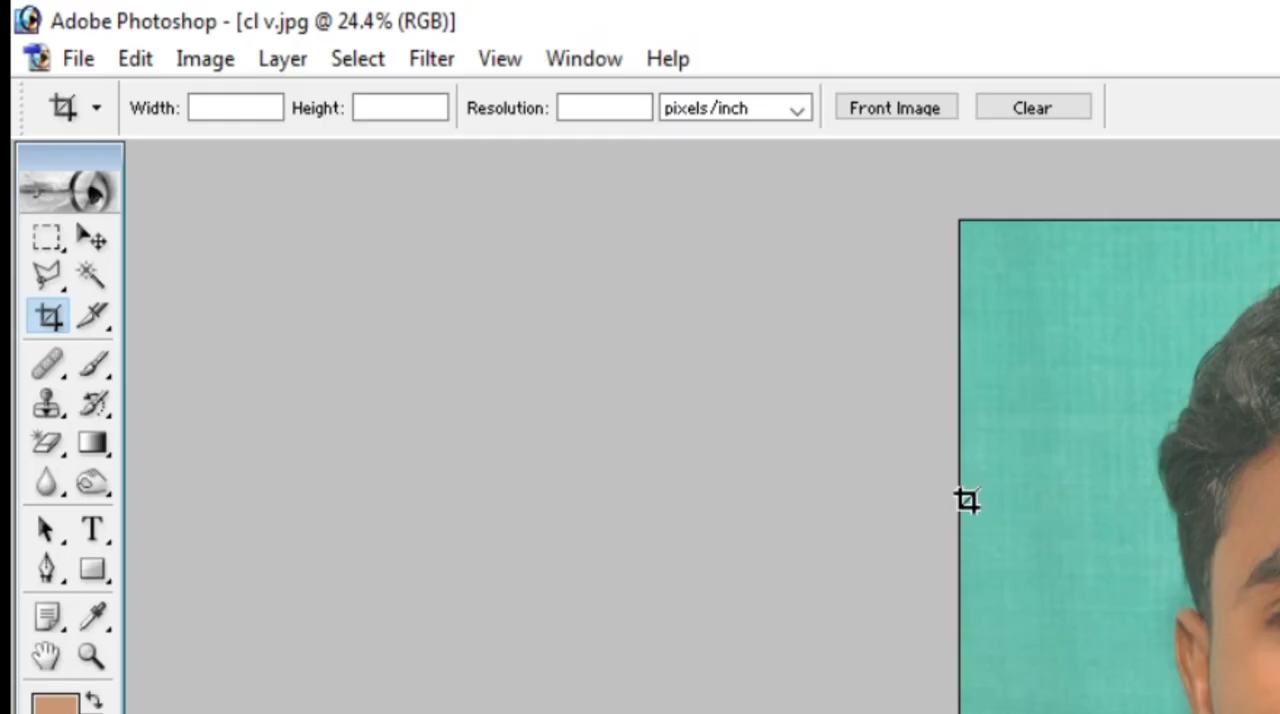 Adobe Photoshop - [cl v.jpg @ 24.4% (RGB)]
File Edit Image Layer Select Filter View Window Help
Width: Height: Resolution: pixels/inch Front Image Clear
T